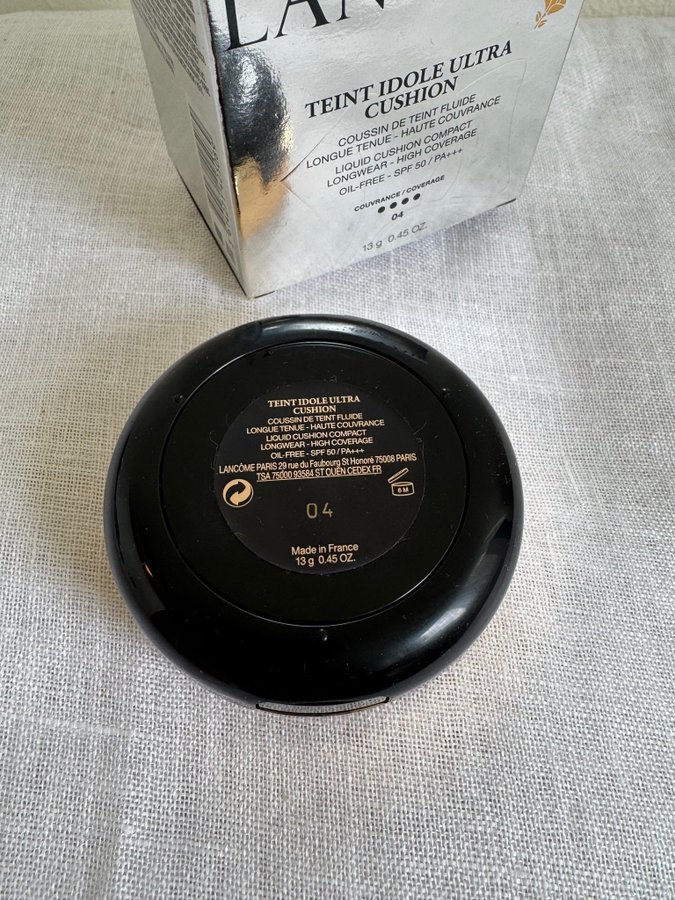 LAN
TEINT IDOLE ULTRA
CUSHION
COUSSIN DE TEINT FLUIDE
LONGUE TENUE - HAUTE COUVRANCE
LIQUID CUSHION COMPACT
LONGWEAR - HIGH COVERAGE
OIL-FREE - SPF 50 / PA+++
COUVRANCE / COVERAGE
04
13 g 0.45 OZ.
TEINT IDOLE ULTRA
CUSHION
COUSSIN DE TEINT FLUIDE
LONGUE TENUE - HAUTE COUVRANCE
LIQUID CUSHION COMPACT
LONGWEAR - HIGH COVERAGE
OIL-FREE - SPF 50 / PA+++
LANCÔME PARIS 29 rue du Faubourg St Honoré 75008 PARIS
TSA 75000 93584 ST OUEN CEDEX FR
6 M
04
Made in France
13 g 0.45 OZ.